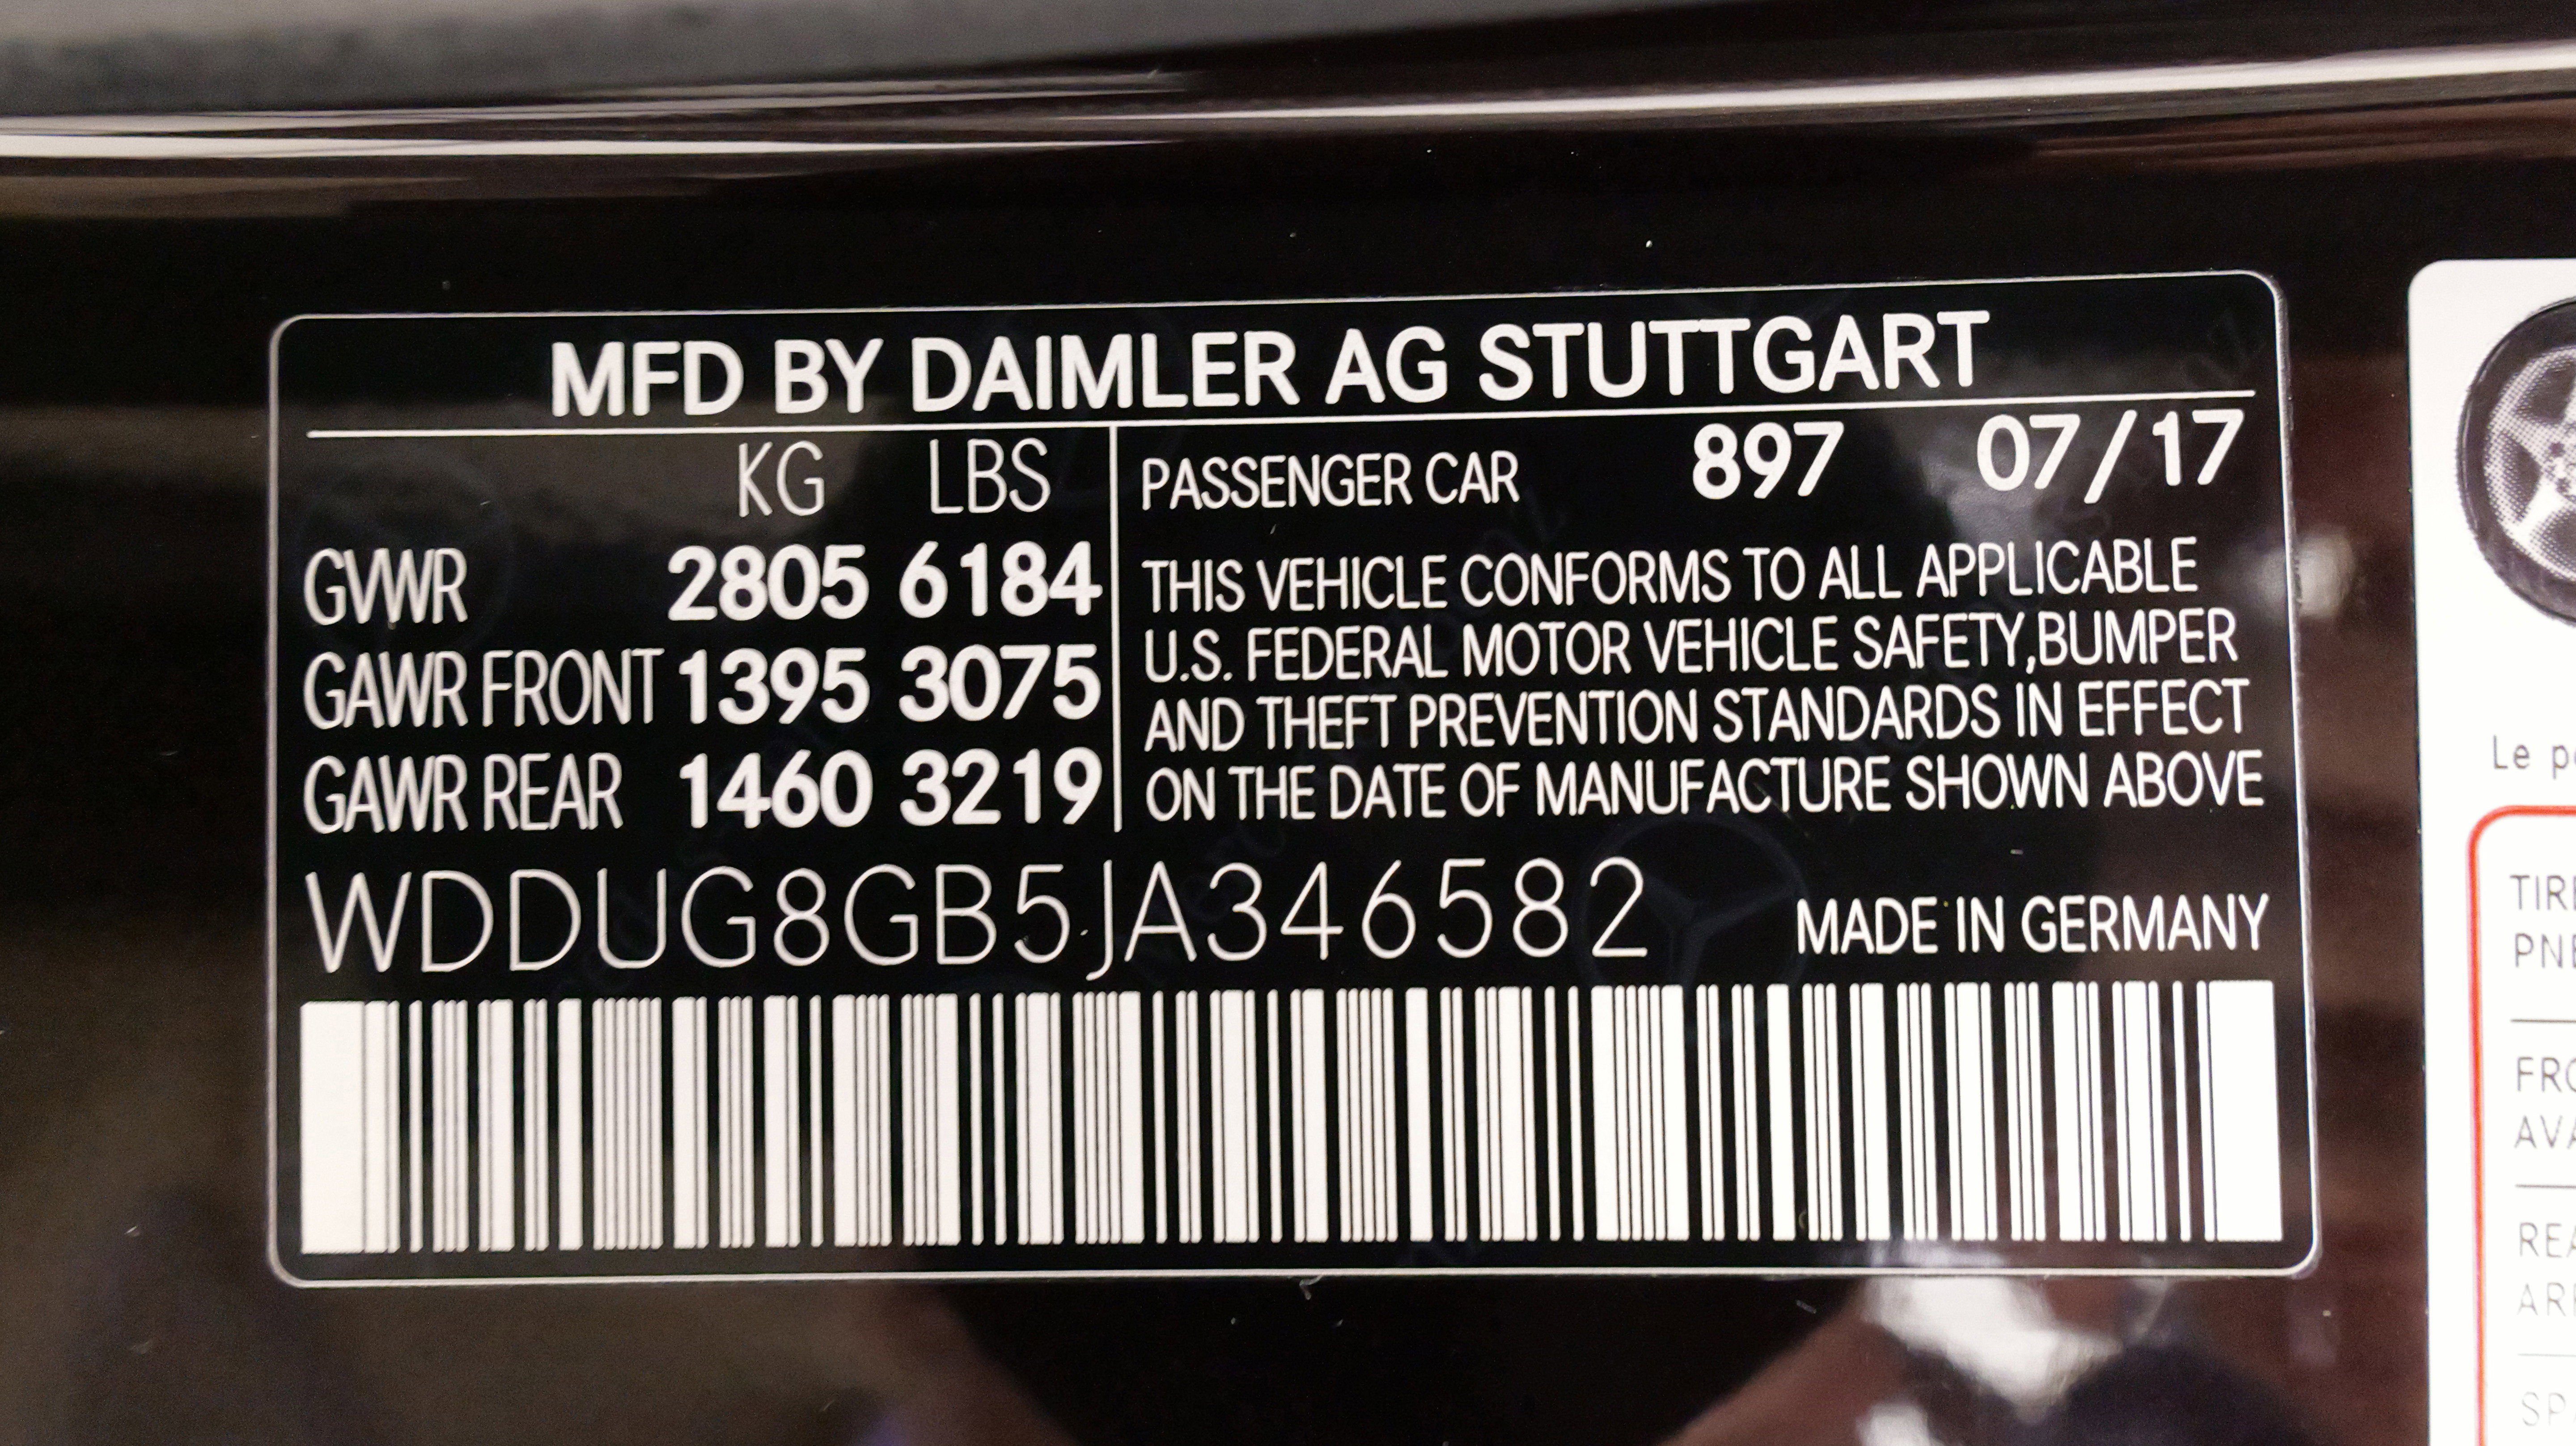 MFD BY DAIMLER AG STUTTGART
KG LBS
GVWR 2805 6184
GAWR FRONT 1395 3075
GAWR REAR 1460 3219
PASSENGER CAR 897 07/17
THIS VEHICLE CONFORMS TO ALL APPLICABLE
U.S. FEDERAL MOTOR VEHICLE SAFETY,BUMPER
AND THEFT PREVENTION STANDARDS IN EFFECT
ON THE DATE OF MANUFACTURE SHOWN ABOVE
WDDUG8GB5JA346582
MADE IN GERMANY
Le